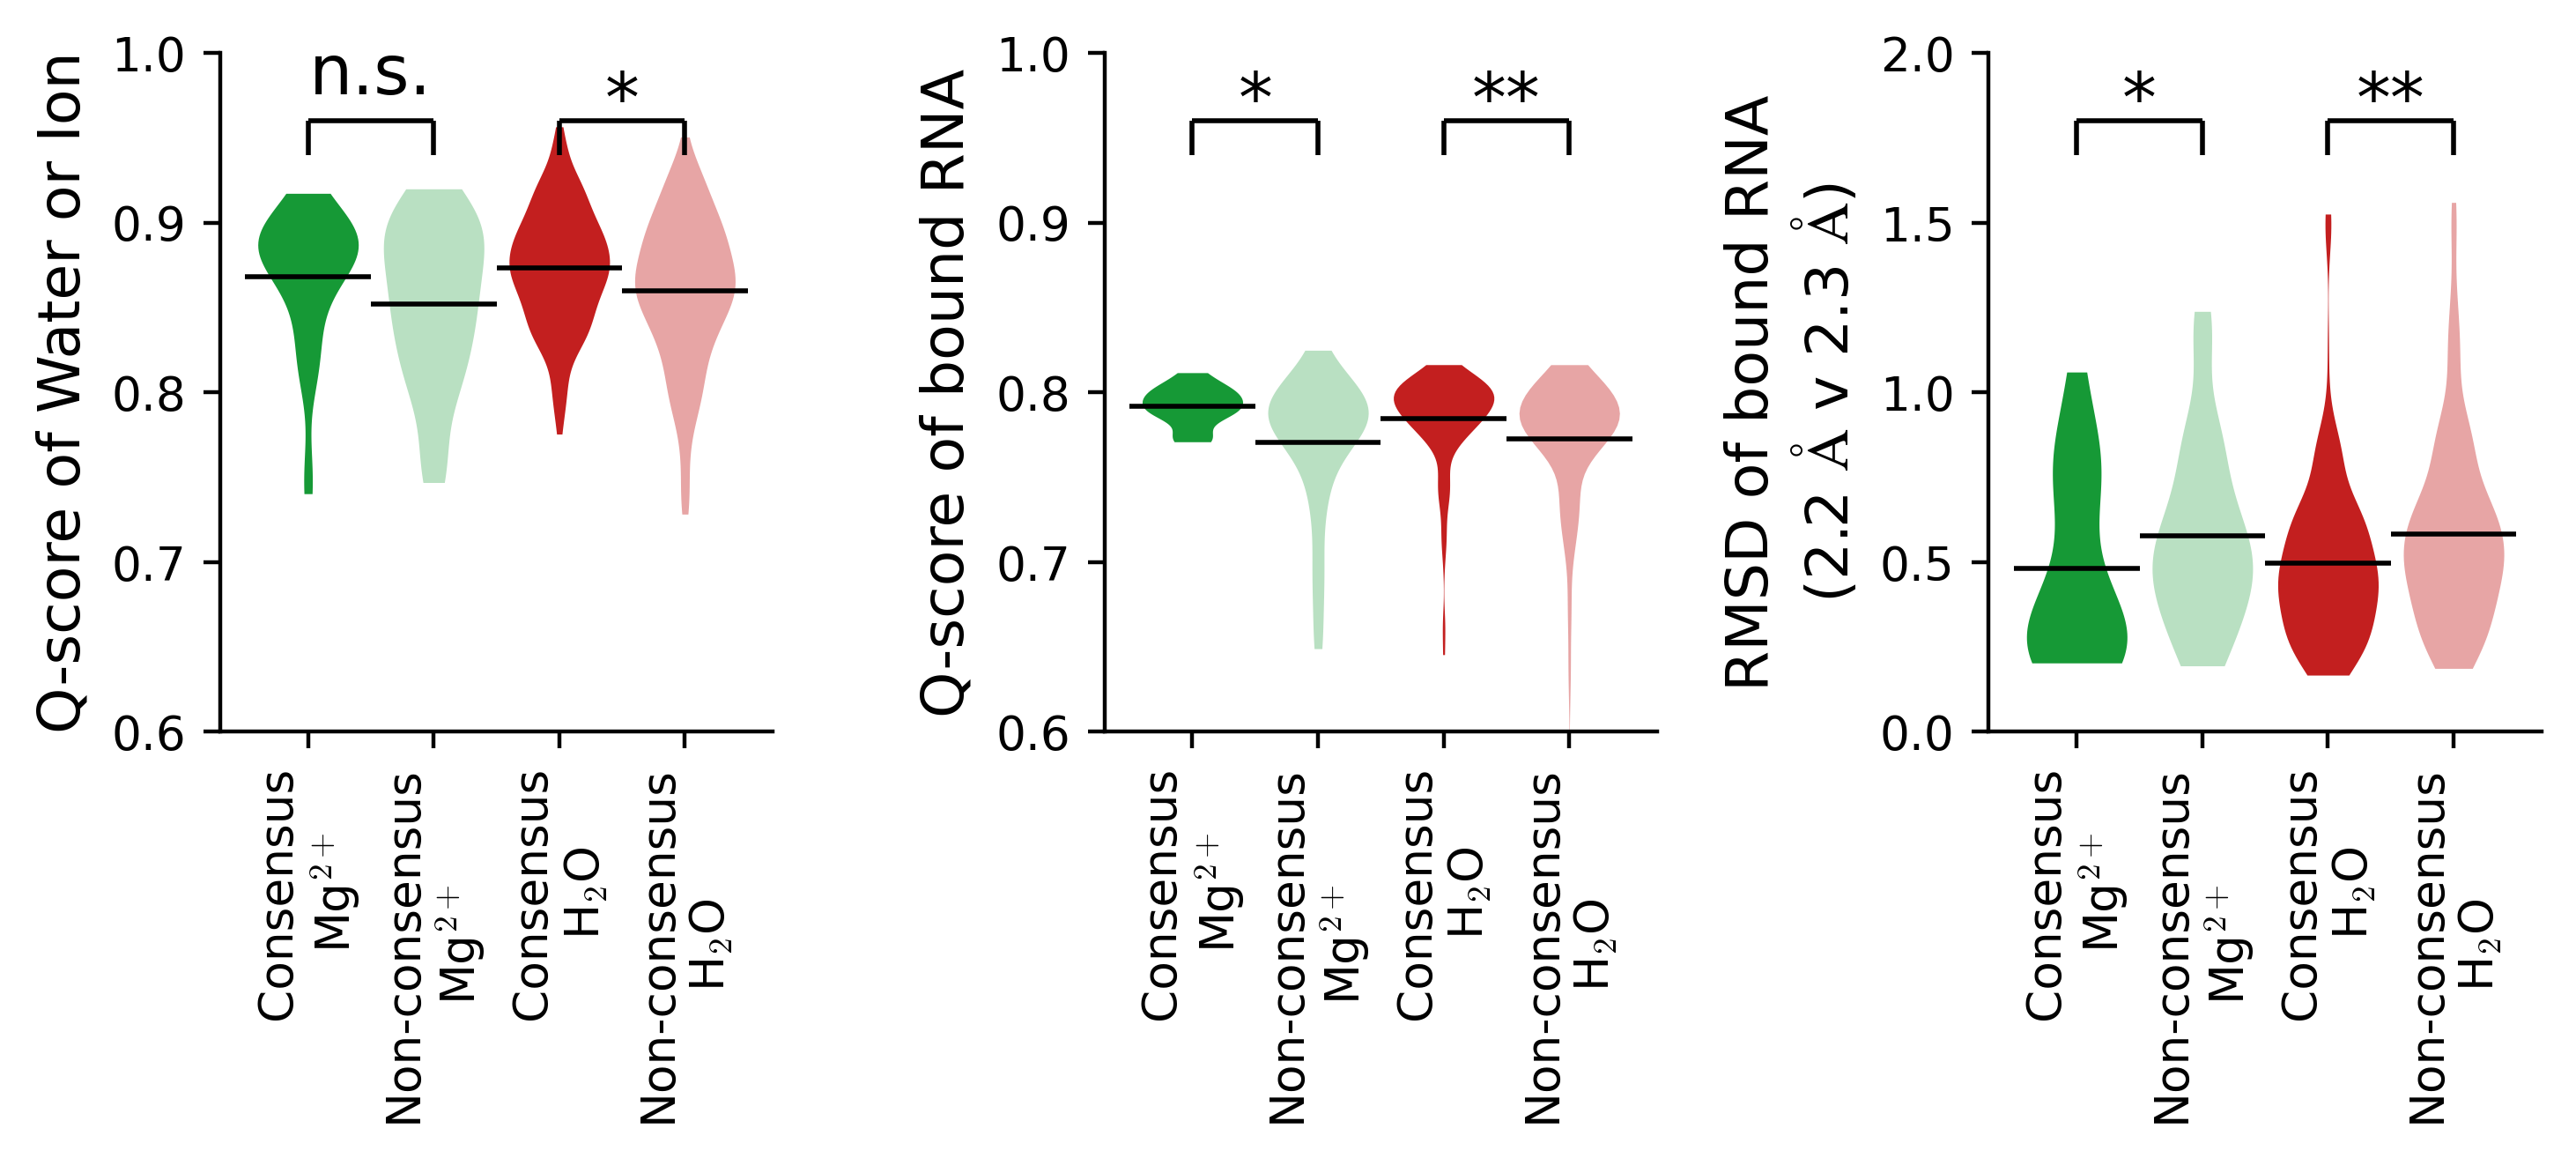 Q-score of Water or Ion
1.0
0.9
0.8
0.7
0.6
n.s.
*
Consensus
Mg²⁺
Non-consensus
Mg²⁺
Consensus
H₂O
Non-consensus
H₂O
Q-score of bound RNA
1.0
0.9
0.8
0.7
0.6
*
**
Consensus
Mg²⁺
Non-consensus
Mg²⁺
Consensus
H₂O
Non-consensus
H₂O
RMSD of bound RNA
(2.2 Å v 2.3 Å)
2.0
1.5
1.0
0.5
0.0
*
**
Consensus
Mg²⁺
Non-consensus
Mg²⁺
Consensus
H₂O
Non-consensus
H₂O